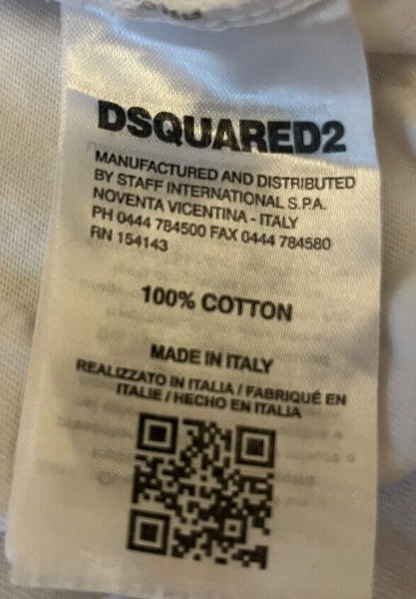 DSQUARED2
MANUFACTURED AND DISTRIBUTED
BY STAFF INTERNATIONAL S.P.A.
NOVENTA VICENTINA - ITALY
PH 0444 784500 FAX 0444 784580
RN 154143
100% COTTON
MADE IN ITALY
REALIZZATO IN ITALIA / FABRIQUÉ EN
ITALIE / HECHO EN ITALIA